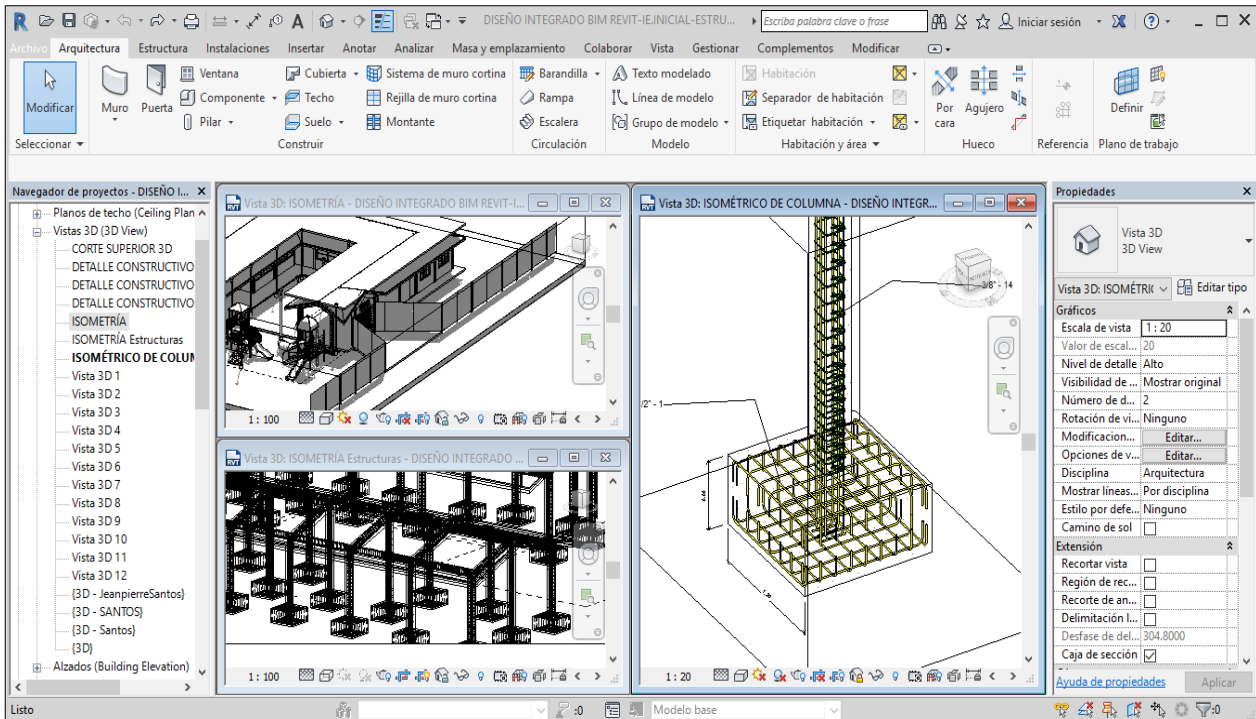 R A DISEÑO INTEGRADO BIM REVIT-IE.INICIAL-ESTRU... Escriba palabra clave o frase Iniciar sesión
Archivo Arquitectura Estructura Instalaciones Insertar Anotar Analizar Masa y emplazamiento Colaborar Vista Gestionar Complementos Modificar
Modificar
Seleccionar
Muro
Puerta
Ventana
Componente
Pilar
Cubierta
Techo
Suelo
Sistema de muro cortina
Rejilla de muro cortina
Montante
Construir
Barandilla
Rampa
Escalera
Circulación
Texto modelado
Línea de modelo
Grupo de modelo
Modelo
Habitación
Separador de habitación
Etiquetar habitación
Habitación y área
Por cara
Agujero
Hueco
Referencia
Definir
Plano de trabajo
Navegador de proyectos - DISEÑO I...
Planos de techo (Ceiling Plan
Vistas 3D (3D View)
CORTE SUPERIOR 3D
DETALLE CONSTRUCTIVO
DETALLE CONSTRUCTIVO
DETALLE CONSTRUCTIVO
ISOMETRÍA
ISOMETRÍA Estructuras
ISOMÉTRICO DE COLUM
Vista 3D 1
Vista 3D 2
Vista 3D 3
Vista 3D 4
Vista 3D 5
Vista 3D 6
Vista 3D 7
Vista 3D 8
Vista 3D 9
Vista 3D 10
Vista 3D 11
Vista 3D 12
{3D - JeanpierreSantos}
{3D - SANTOS}
{3D - Santos}
{3D}
Alzados (Building Elevation)
Vista 3D: ISOMETRÍA - DISEÑO INTEGRADO BIM REVIT-I...
1 : 100
Vista 3D: ISOMETRÍA Estructuras - DISEÑO INTEGRADO ...
1 : 100
Vista 3D: ISOMÉTRICO DE COLUMNA - DISEÑO INTEGR...
3/8" - 14
/2" - 1
1 : 20
Propiedades
Vista 3D
3D View
Vista 3D: ISOMÉTRI Editar tipo
Gráficos
Escala de vista 1 : 20
Valor de escal... 20
Nivel de detalle Alto
Visibilidad de ... Mostrar original
Número de d... 2
Rotación de vi... Ninguno
Modificacion... Editar...
Opciones de v... Editar...
Disciplina Arquitectura
Mostrar líneas... Por disciplina
Estilo por defe... Ninguno
Camino de sol
Extensión
Recortar vista
Región de rec...
Recorte de an...
Delimitación l...
Desfase de del... 304.8000
Caja de sección
Ayuda de propiedades Aplicar
Listo :0 Modelo base :0